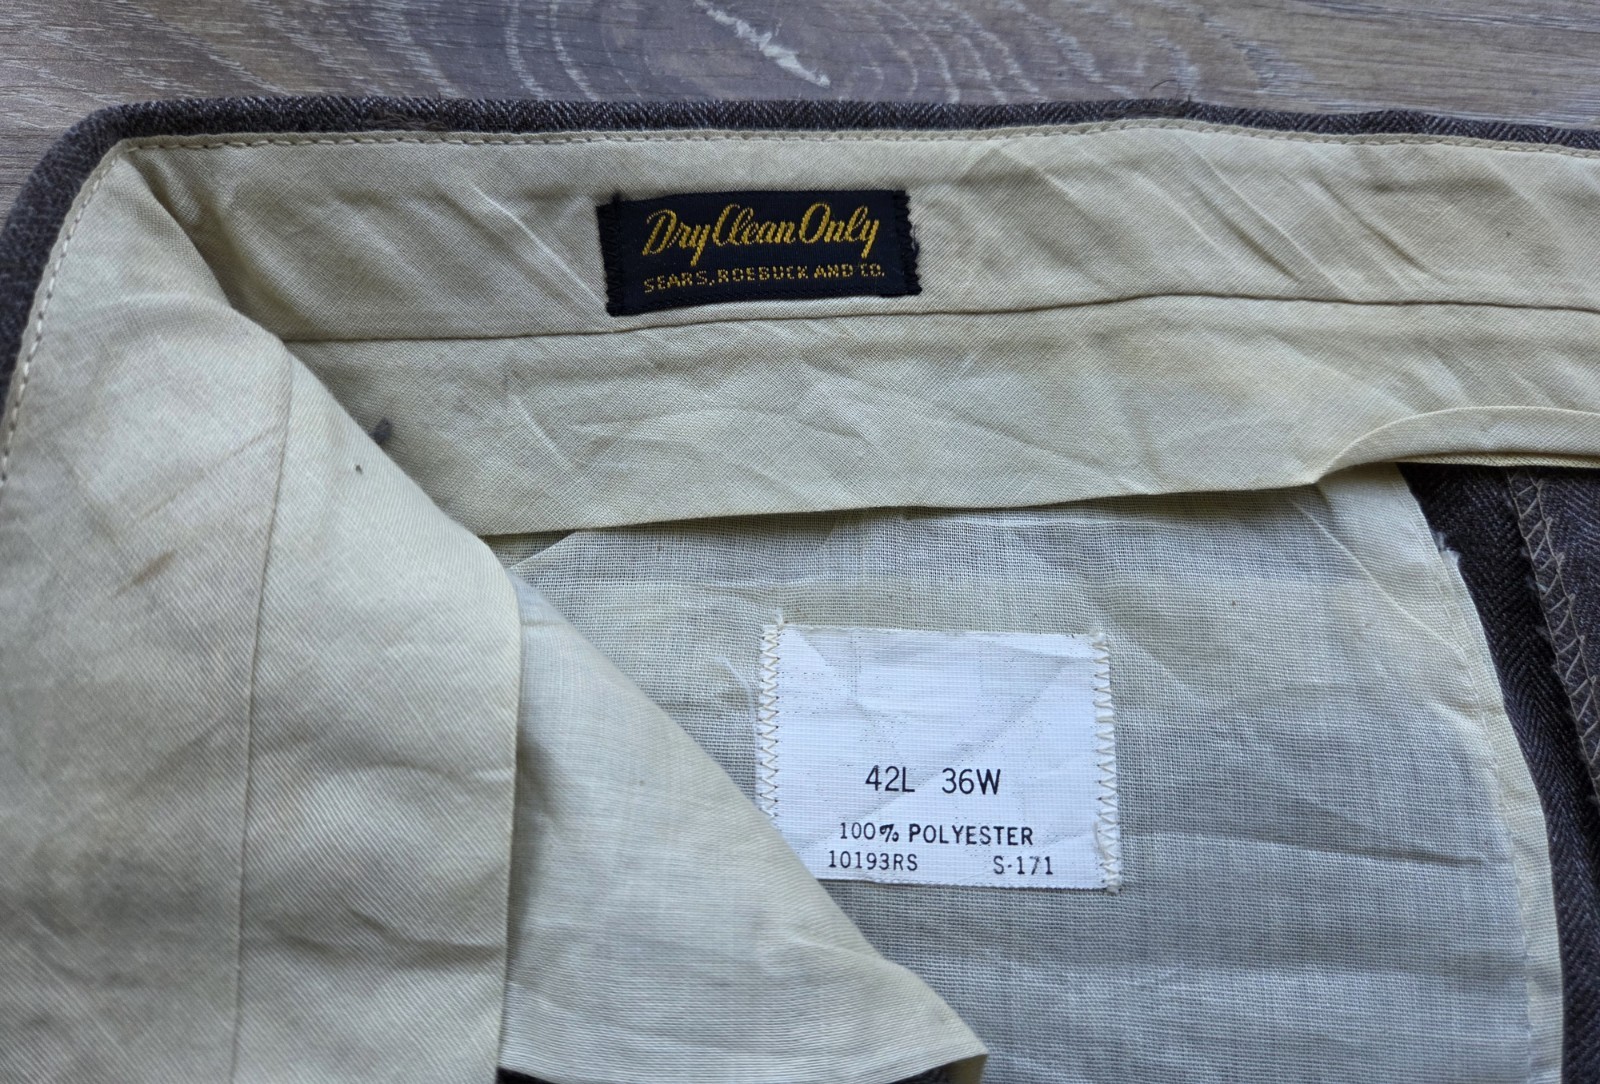 Dry Clean Only
SEARS, ROEBUCK AND CO.
42L 36W
100% POLYESTER
10193RS S-171